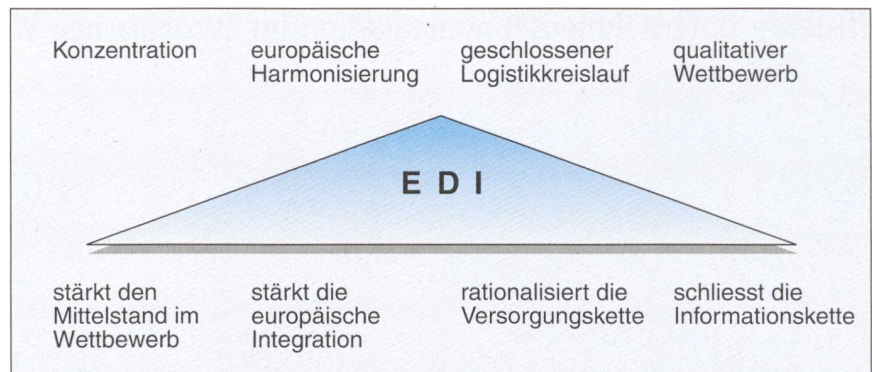 Konzentration
europäische
Harmonisierung
geschlossener
Logistikkreislauf
qualitativer
Wettbewerb
E D I
stärkt den
Mittelstand im
Wettbewerb
stärkt die
europäische
Integration
rationalisiert die
Versorgungskette
schliesst die
Informationskette